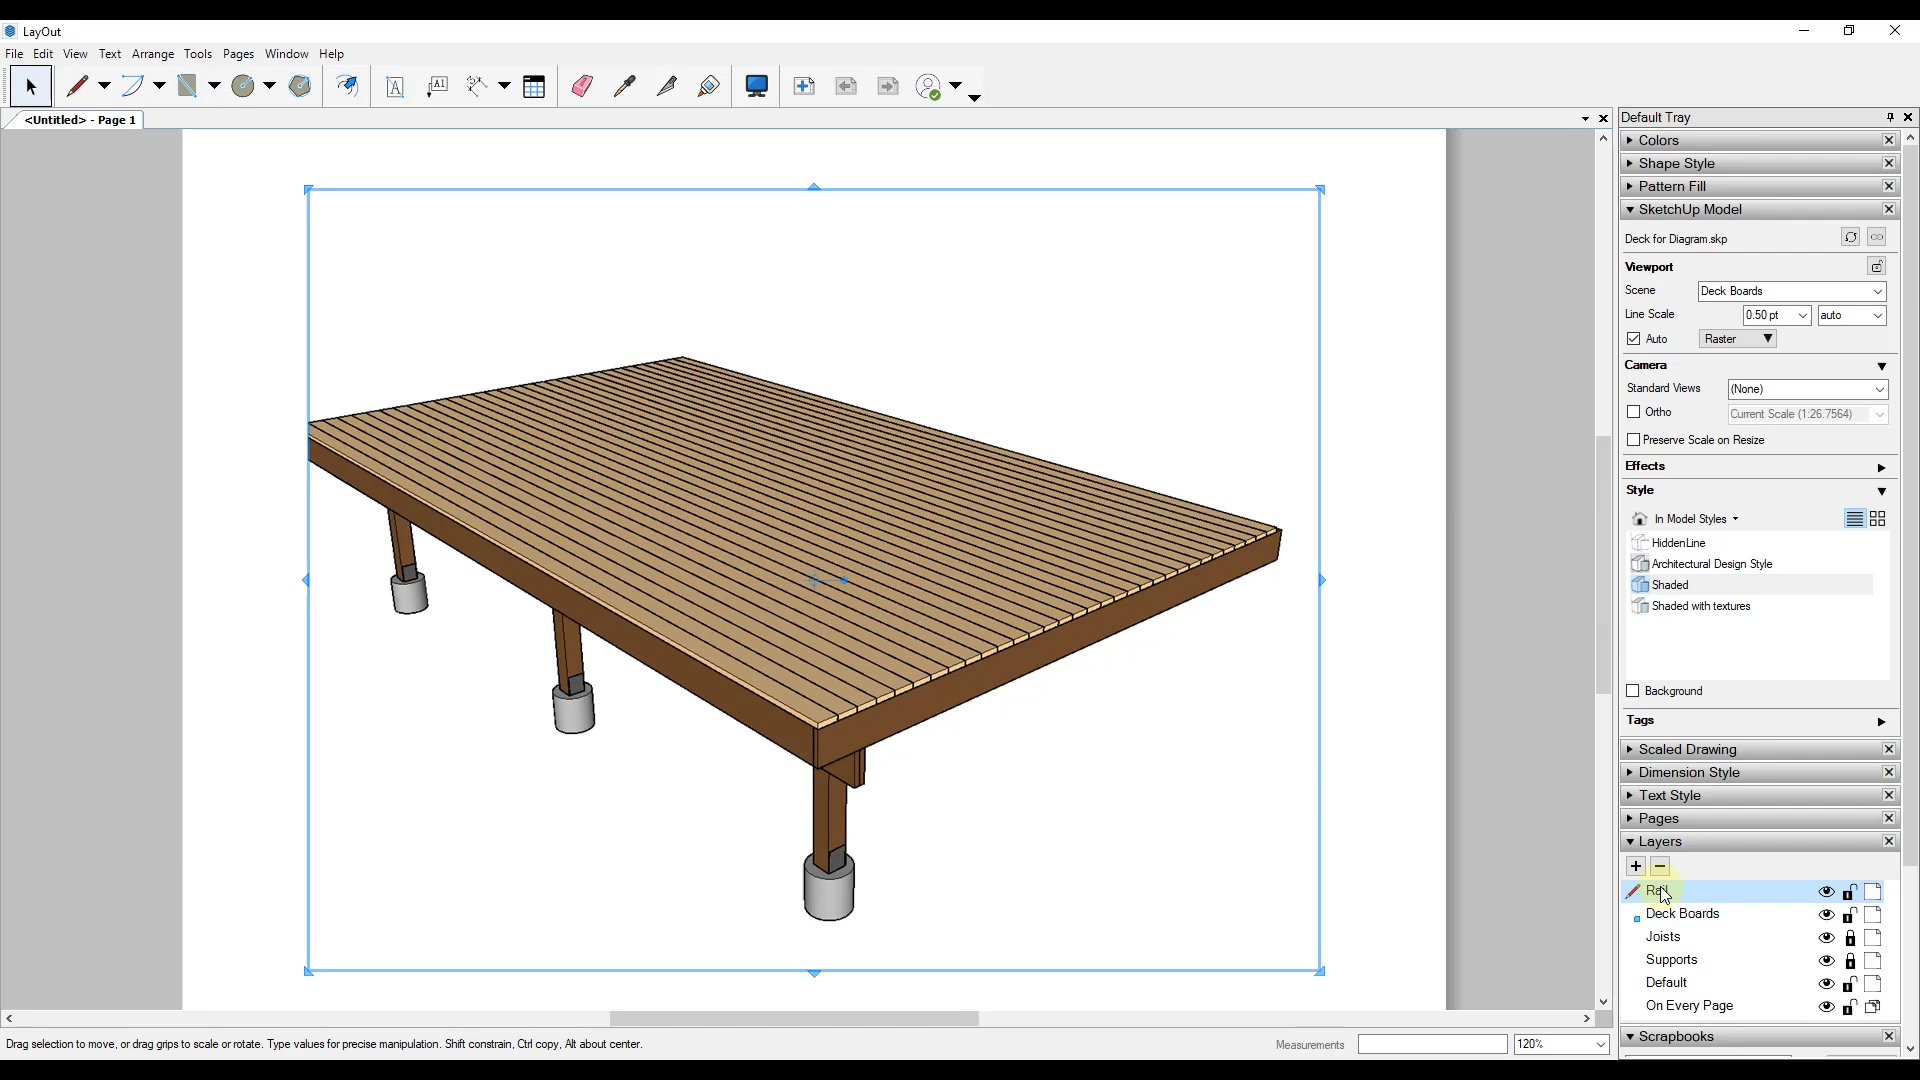 LayOut
File Edit View Text Arrange Tools Pages Window Help
<Untitled> - Page 1
Default Tray
Colors
Shape Style
Pattern Fill
SketchUp Model
Deck for Diagram.skp
Viewport
Scene Deck Boards
Line Scale 0.50 pt auto
Auto Raster
Camera
Standard Views (None)
Ortho Current Scale (1:26.7564)
Preserve Scale on Resize
Effects
Style
In Model Styles
HiddenLine
Architectural Design Style
Shaded
Shaded with textures
Background
Tags
Scaled Drawing
Dimension Style
Text Style
Pages
Layers
Rail
Deck Boards
Joists
Supports
Default
On Every Page
Scrapbooks
Drag selection to move, or drag grips to scale or rotate. Type values for precise manipulation. Shift constrain, Ctrl copy, Alt about center.
Measurements 120%